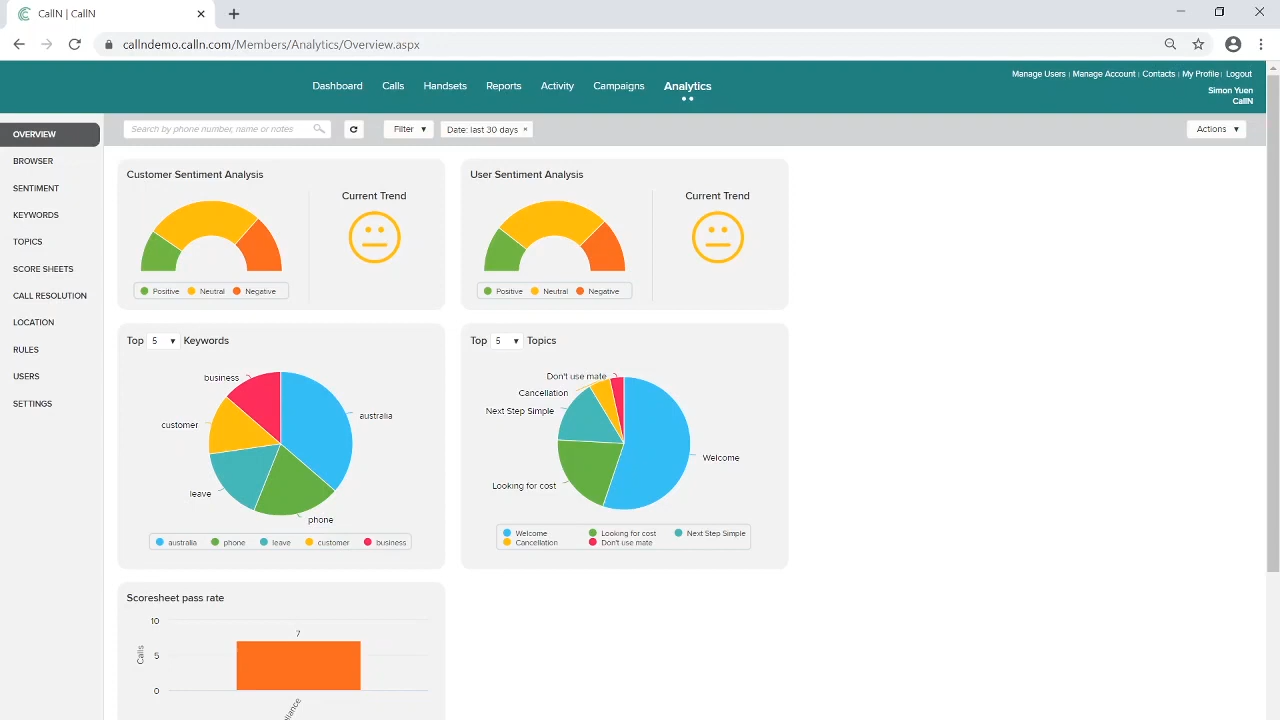 CallN | CallN
callndemo.calln.com/Members/Analytics/Overview.aspx
Manage Users | Manage Account | Contacts | My Profile | Logout
Simon Yuen
CallN
Dashboard Calls Handsets Reports Activity Campaigns Analytics
Search by phone number, name or notes
Filter
Date: last 30 days ×
Actions
OVERVIEW
BROWSER
SENTIMENT
KEYWORDS
TOPICS
SCORE SHEETS
CALL RESOLUTION
LOCATION
RULES
USERS
SETTINGS
Customer Sentiment Analysis
Current Trend
Positive Neutral Negative
User Sentiment Analysis
Current Trend
Positive Neutral Negative
Top 5 Keywords
business
australia
customer
leave
phone
australia phone leave customer business
Top 5 Topics
Don't use mate
Cancellation
Next Step Simple
Welcome
Looking for cost
Welcome Looking for cost Next Step Simple
Cancellation Don't use mate
Scoresheet pass rate
10
7
Calls
5
0